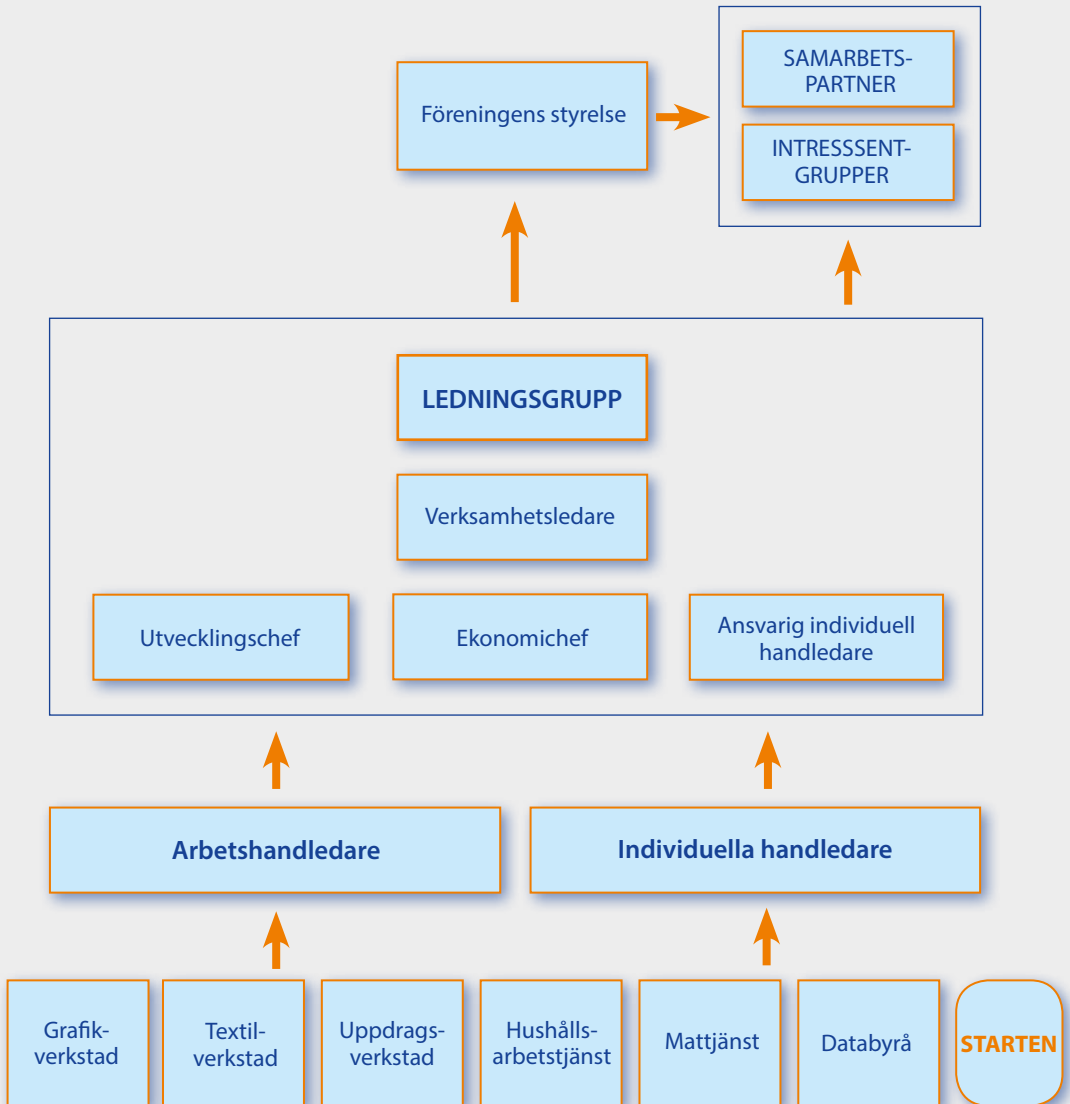 Föreningens styrelse
SAMARBETS-
PARTNER
INTRESSSENT-
GRUPPER
LEDNINGSGRUPP
Verksamhetsledare
Utvecklingschef
Ekonomichef
Ansvarig individuell
handledare
Arbetshandledare
Individuella handledare
Grafik-
verkstad
Textil-
verkstad
Uppdrags-
verkstad
Hushålls-
arbetstjänst
Mattjänst
Databyrå
STARTEN